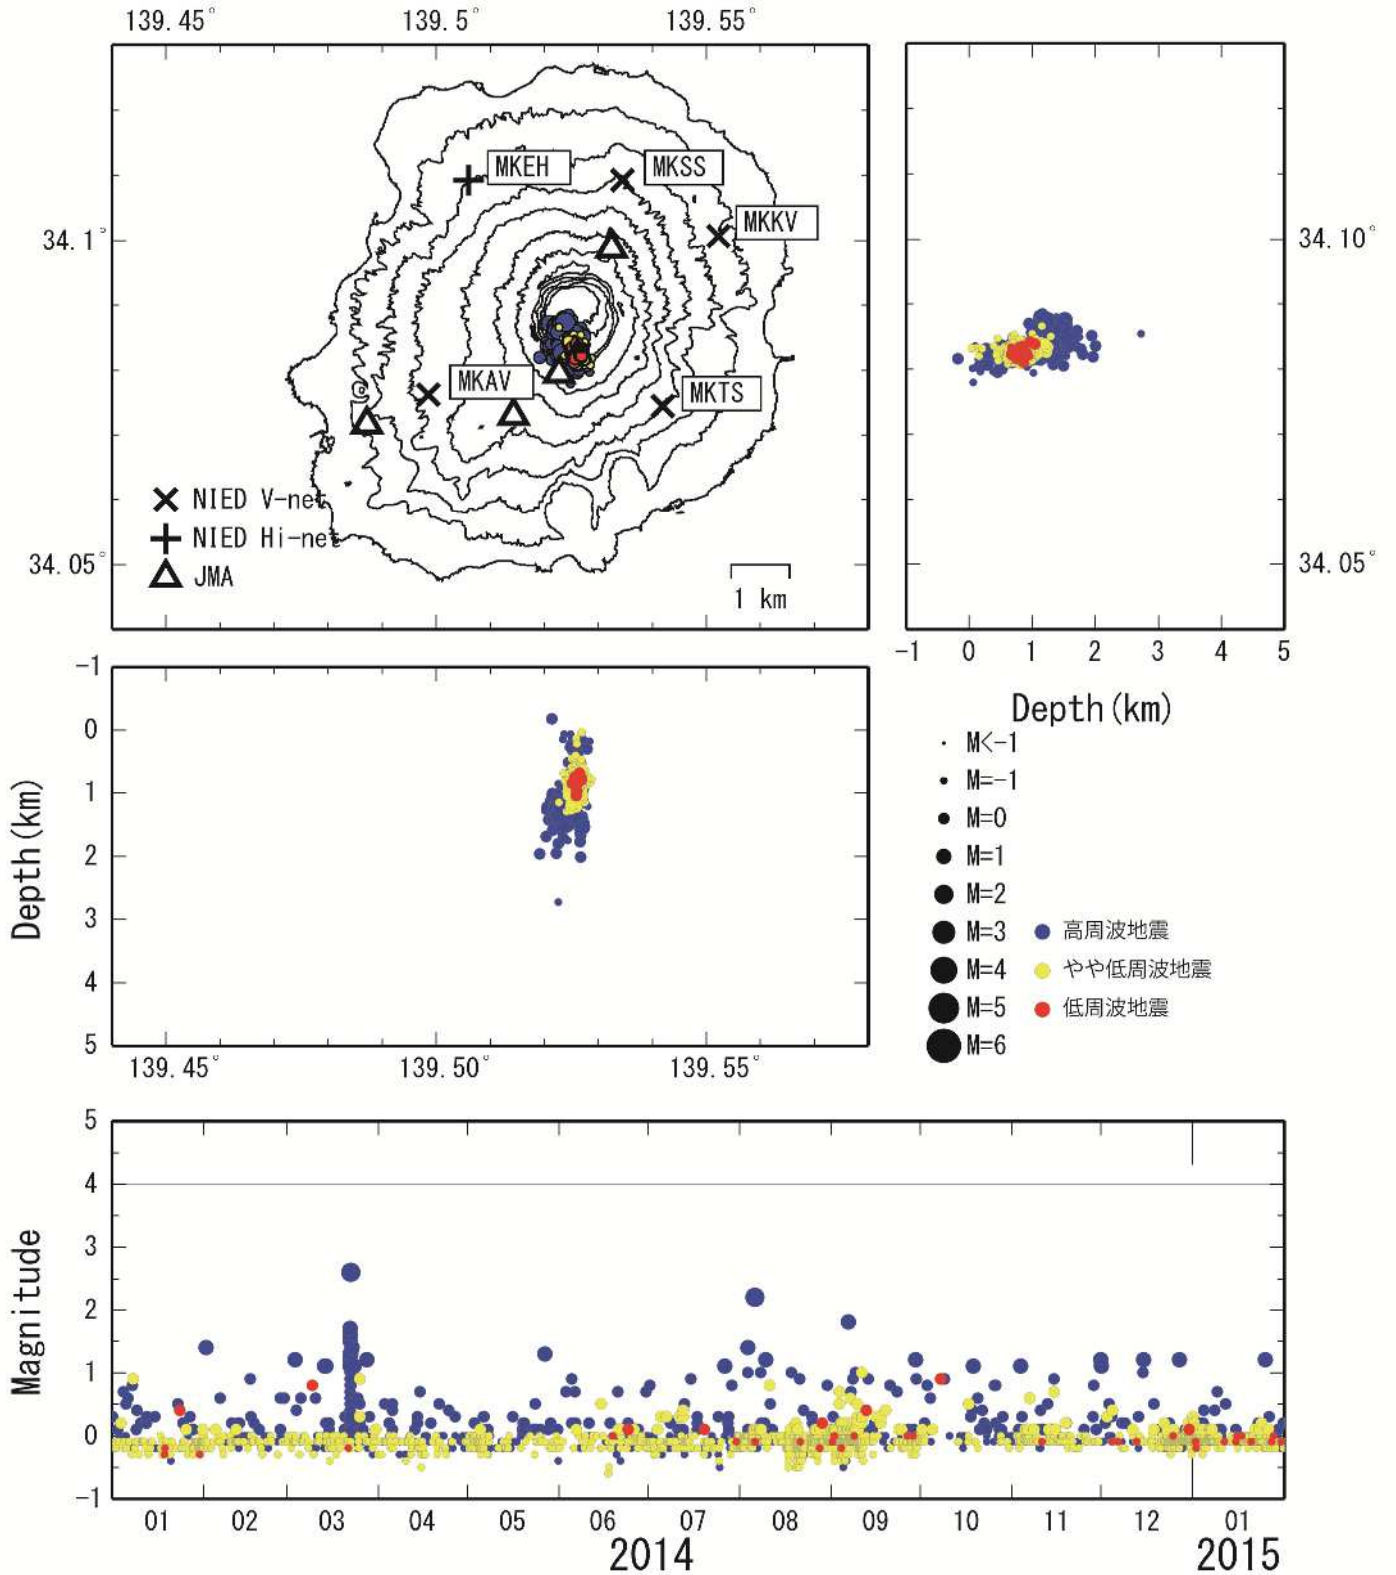 139.45° 139.5° 139.55°
MKEH
MKSS
MKKV
34.1°
34.10°
MKAV
MKTS
NIED V-net
NIED Hi-net
34.05°
34.05°
JMA
1 km
-1 0 1 2 3 4 5
Depth(km)
-1
0
1
2
3
4
5
Depth(km)
139.45° 139.50° 139.55°
M<-1
M=-1
M=0
M=1
M=2
M=3 高周波地震
M=4 やや低周波地震
M=5 低周波地震
M=6
5
4
3
2
1
0
-1
Magnitude
01 02 03 04 05 06 07 08 09 10 11 12 01
2014 2015